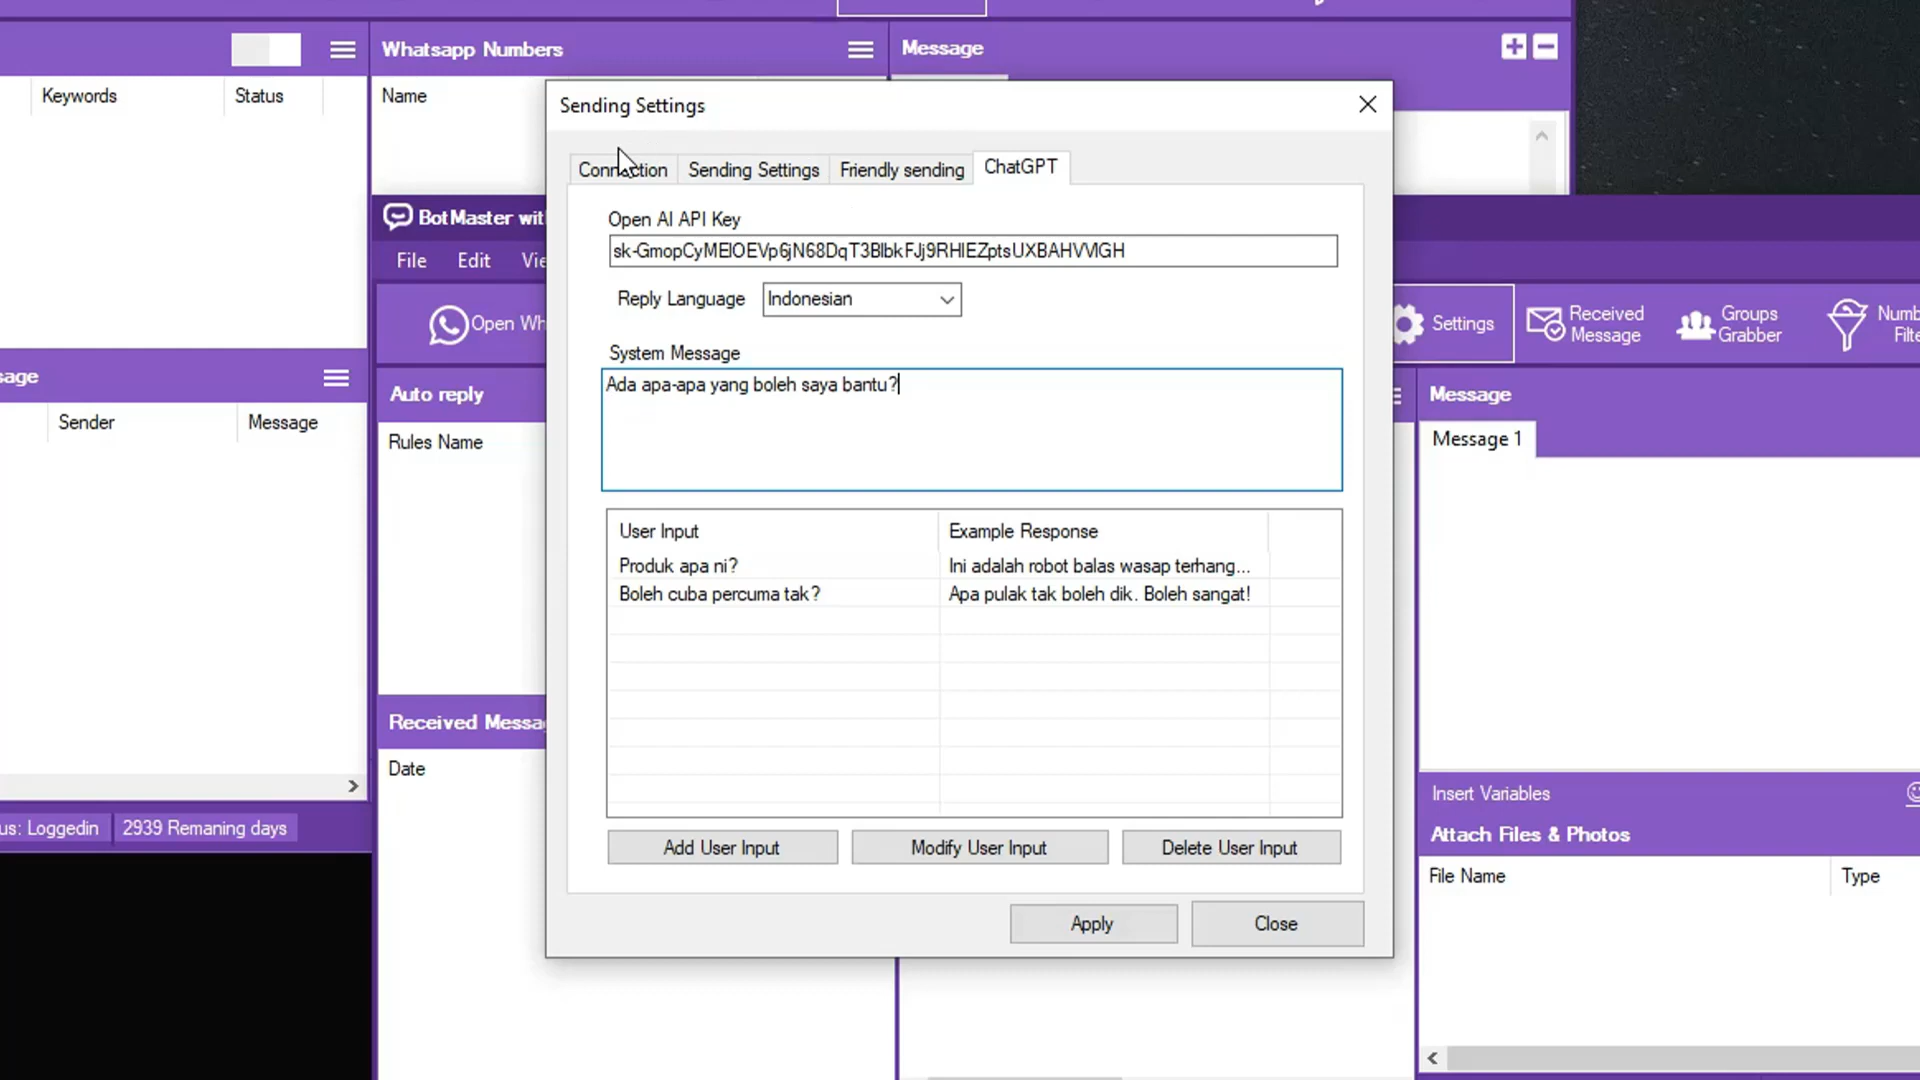 Whatsapp Numbers
Message
Keywords
Status
Name
Sending Settings
Connection
Sending Settings
Friendly sending
ChatGPT
Open AI API Key
Reply Language
Indonesian
System Message
Ada apa-apa yang boleh saya bantu?
User Input
Example Response
Produk apa ni?
Ini adalah robot balas wasap terhang...
Boleh cuba percuma tak?
Apa pulak tak boleh dik. Boleh sangat!
Add User Input
Modify User Input
Delete User Input
Apply
Close
BotMaster wit
File
Edit
Vie
Open Wh
Settings
Received
Message
Groups
Grabber
Numb
Filte
sage
Sender
Message
Auto reply
Rules Name
Message
Message 1
Received Messa
Date
us: Loggedin
2939 Remaning days
Insert Variables
Attach Files & Photos
File Name
Type